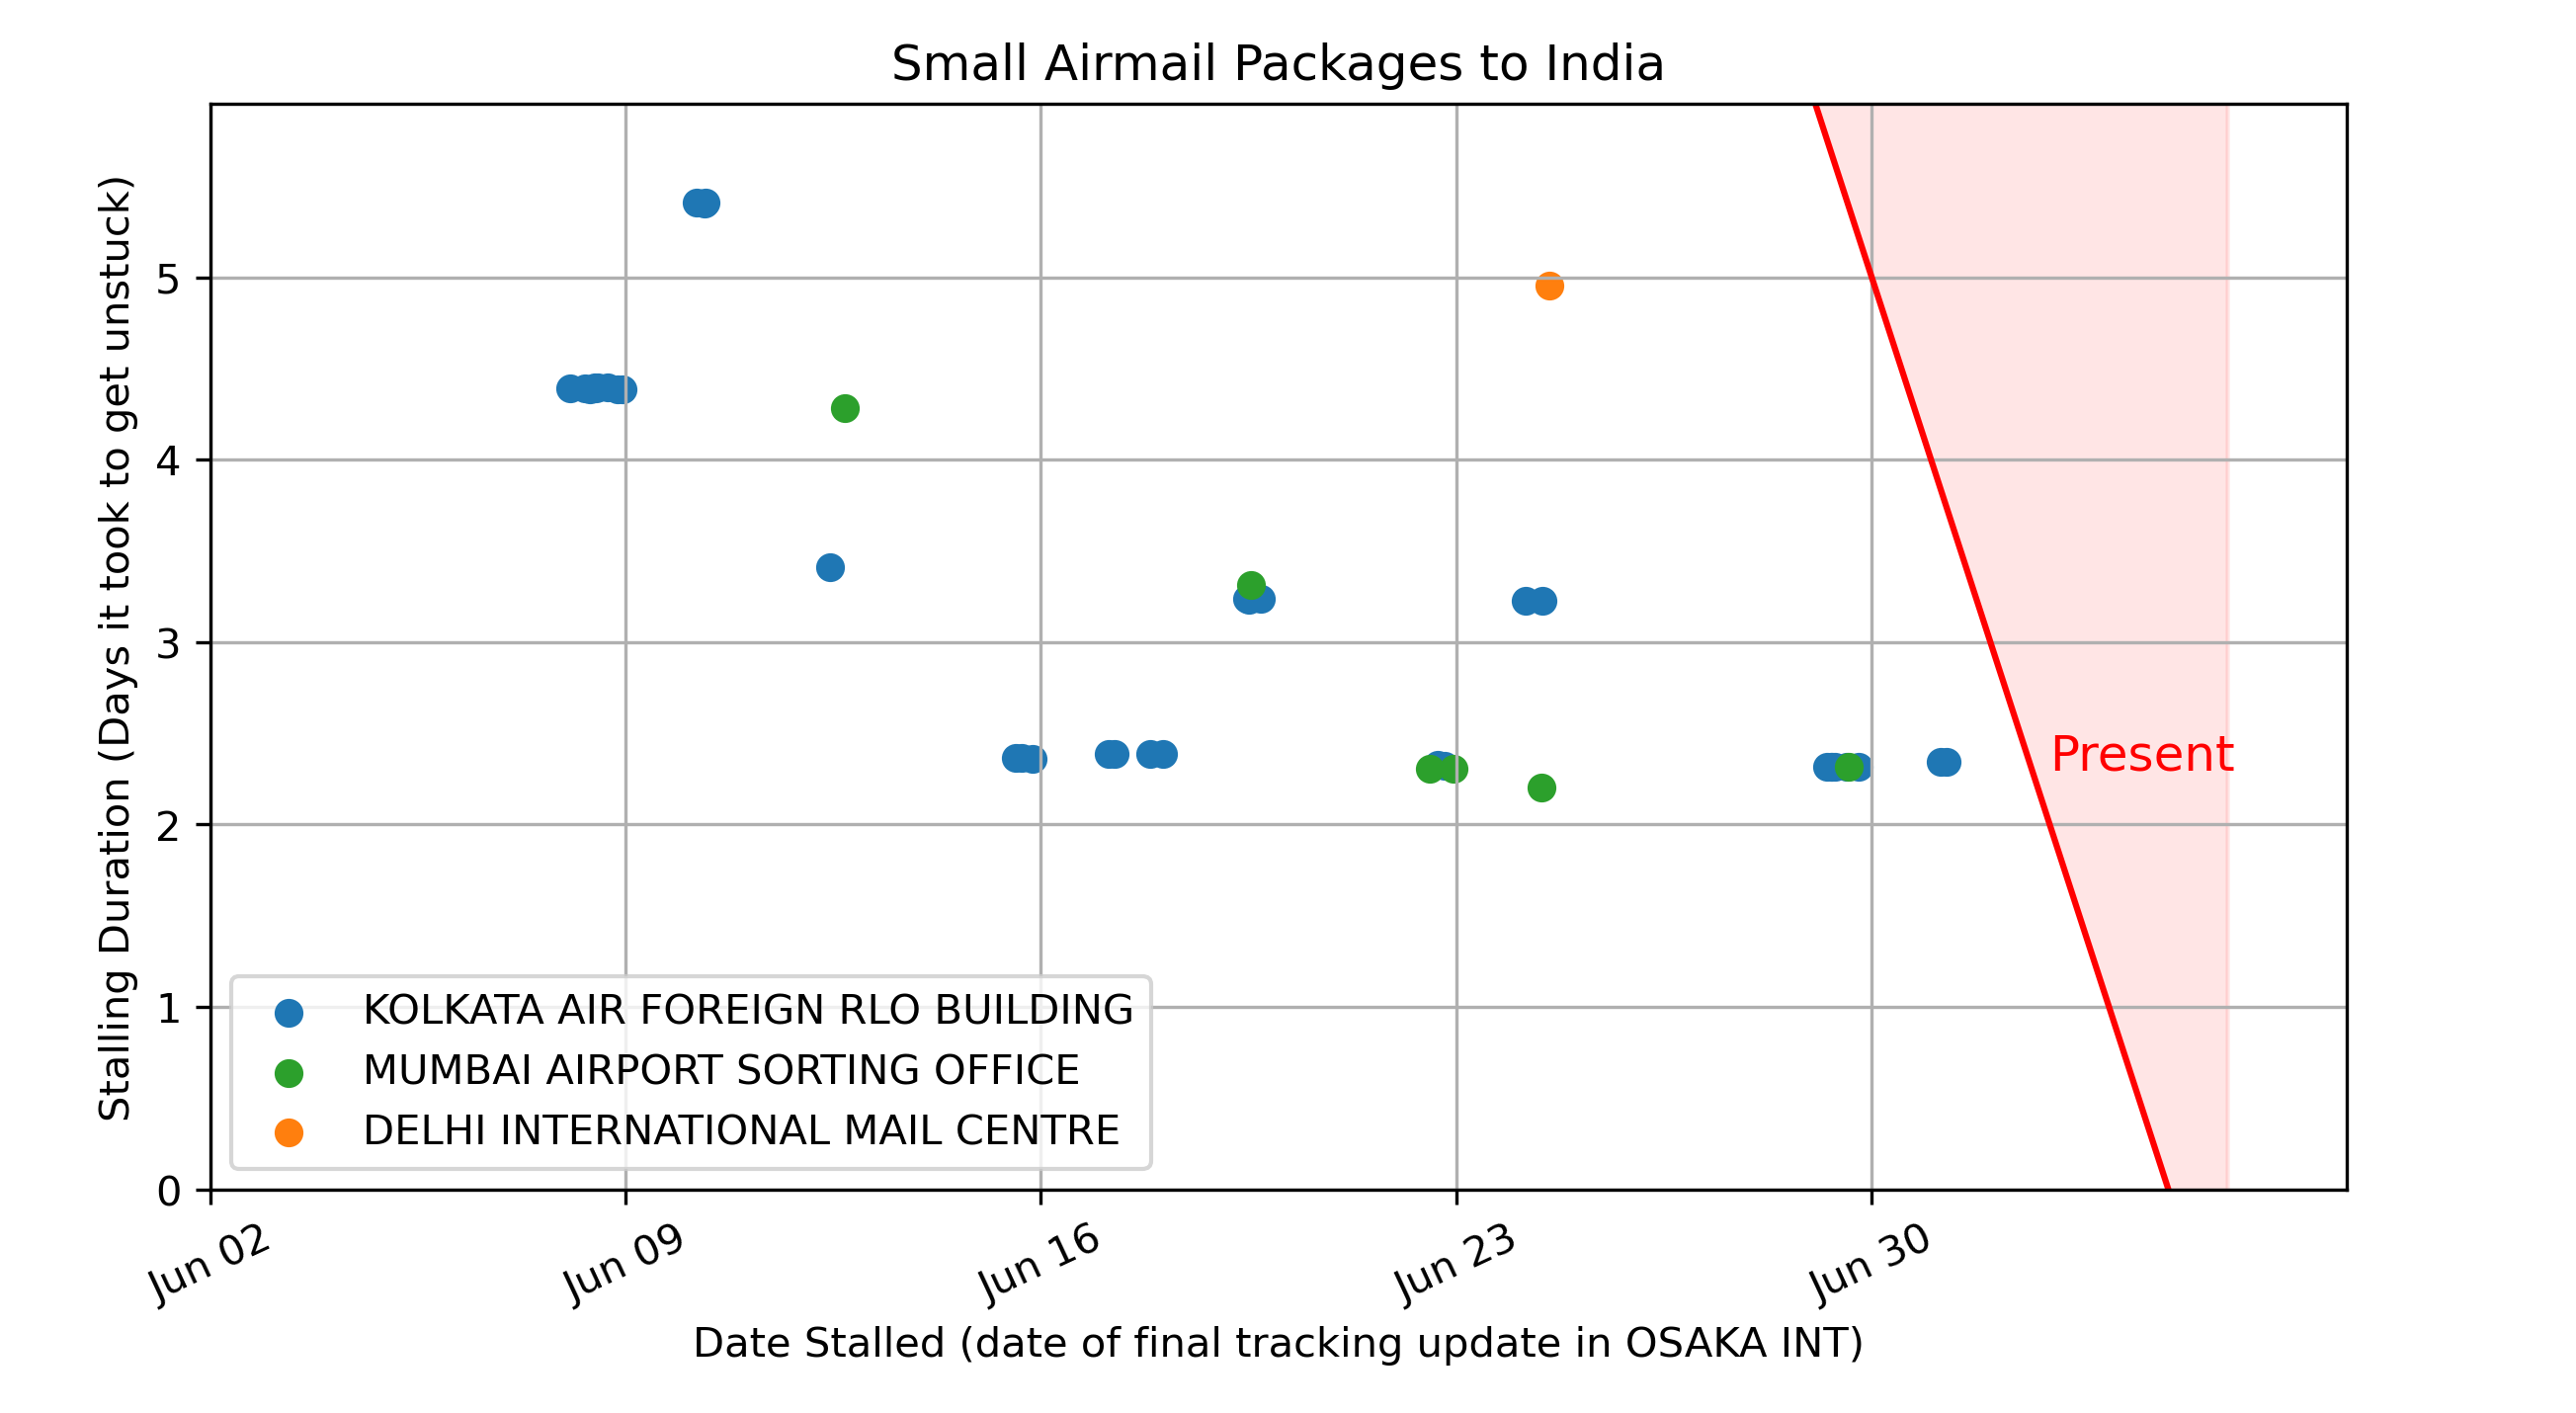 Small Airmail Packages to India
Stalling Duration (Days it took to get unstuck)
5
4
3
2
1
0
Present
KOLKATA AIR FOREIGN RLO BUILDING
MUMBAI AIRPORT SORTING OFFICE
DELHI INTERNATIONAL MAIL CENTRE
Jun 02
Jun 09
Jun 16
Jun 23
Jun 30
Date Stalled (date of final tracking update in OSAKA INT)